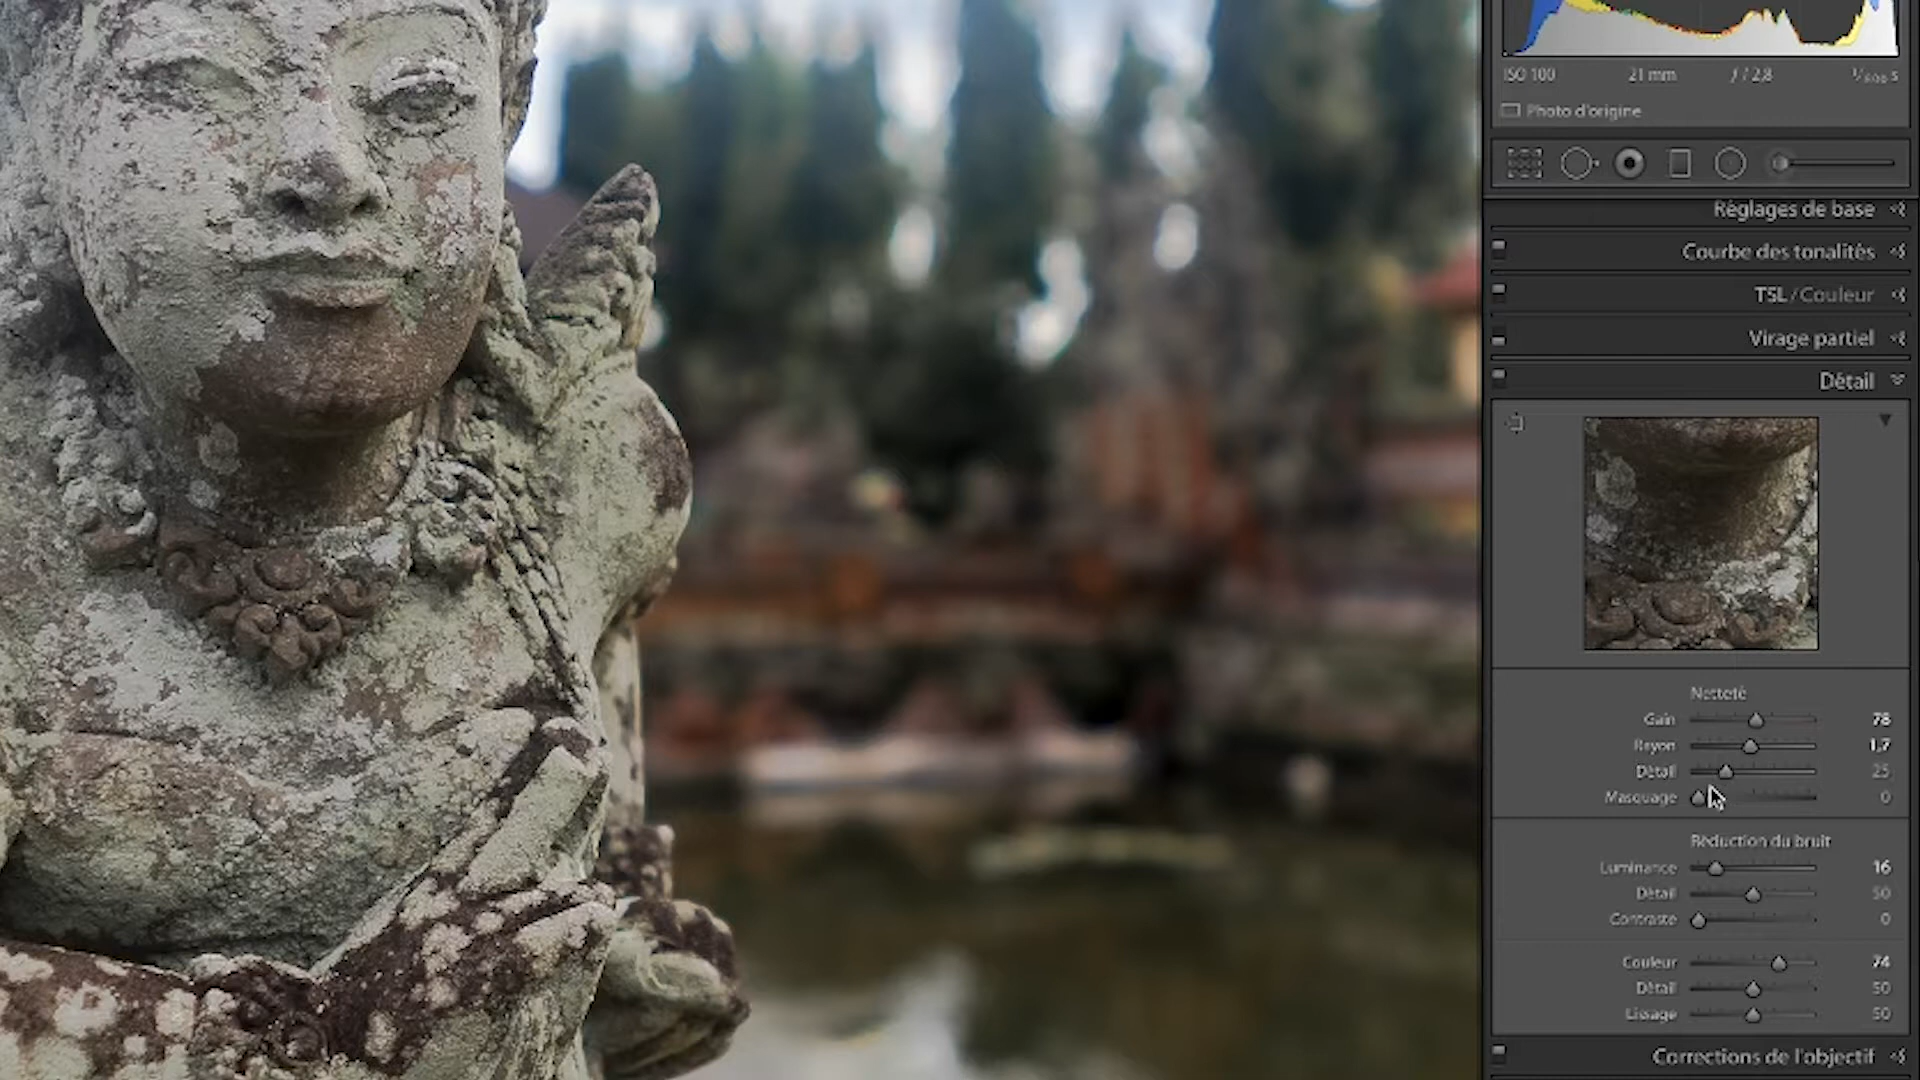 ISO 100 21 mm ƒ / 2,8
Photo d'origine
Réglages de base
Courbe des tonalités
TSL / Couleur
Virage partiel
Détail
Netteté
Gain 78
Rayon 1,7
Détail 25
Masquage 0
Réduction du bruit
Luminance 16
Détail 50
Contraste 0
Couleur 74
Détail 50
Lissage 50
Corrections de l'objectif